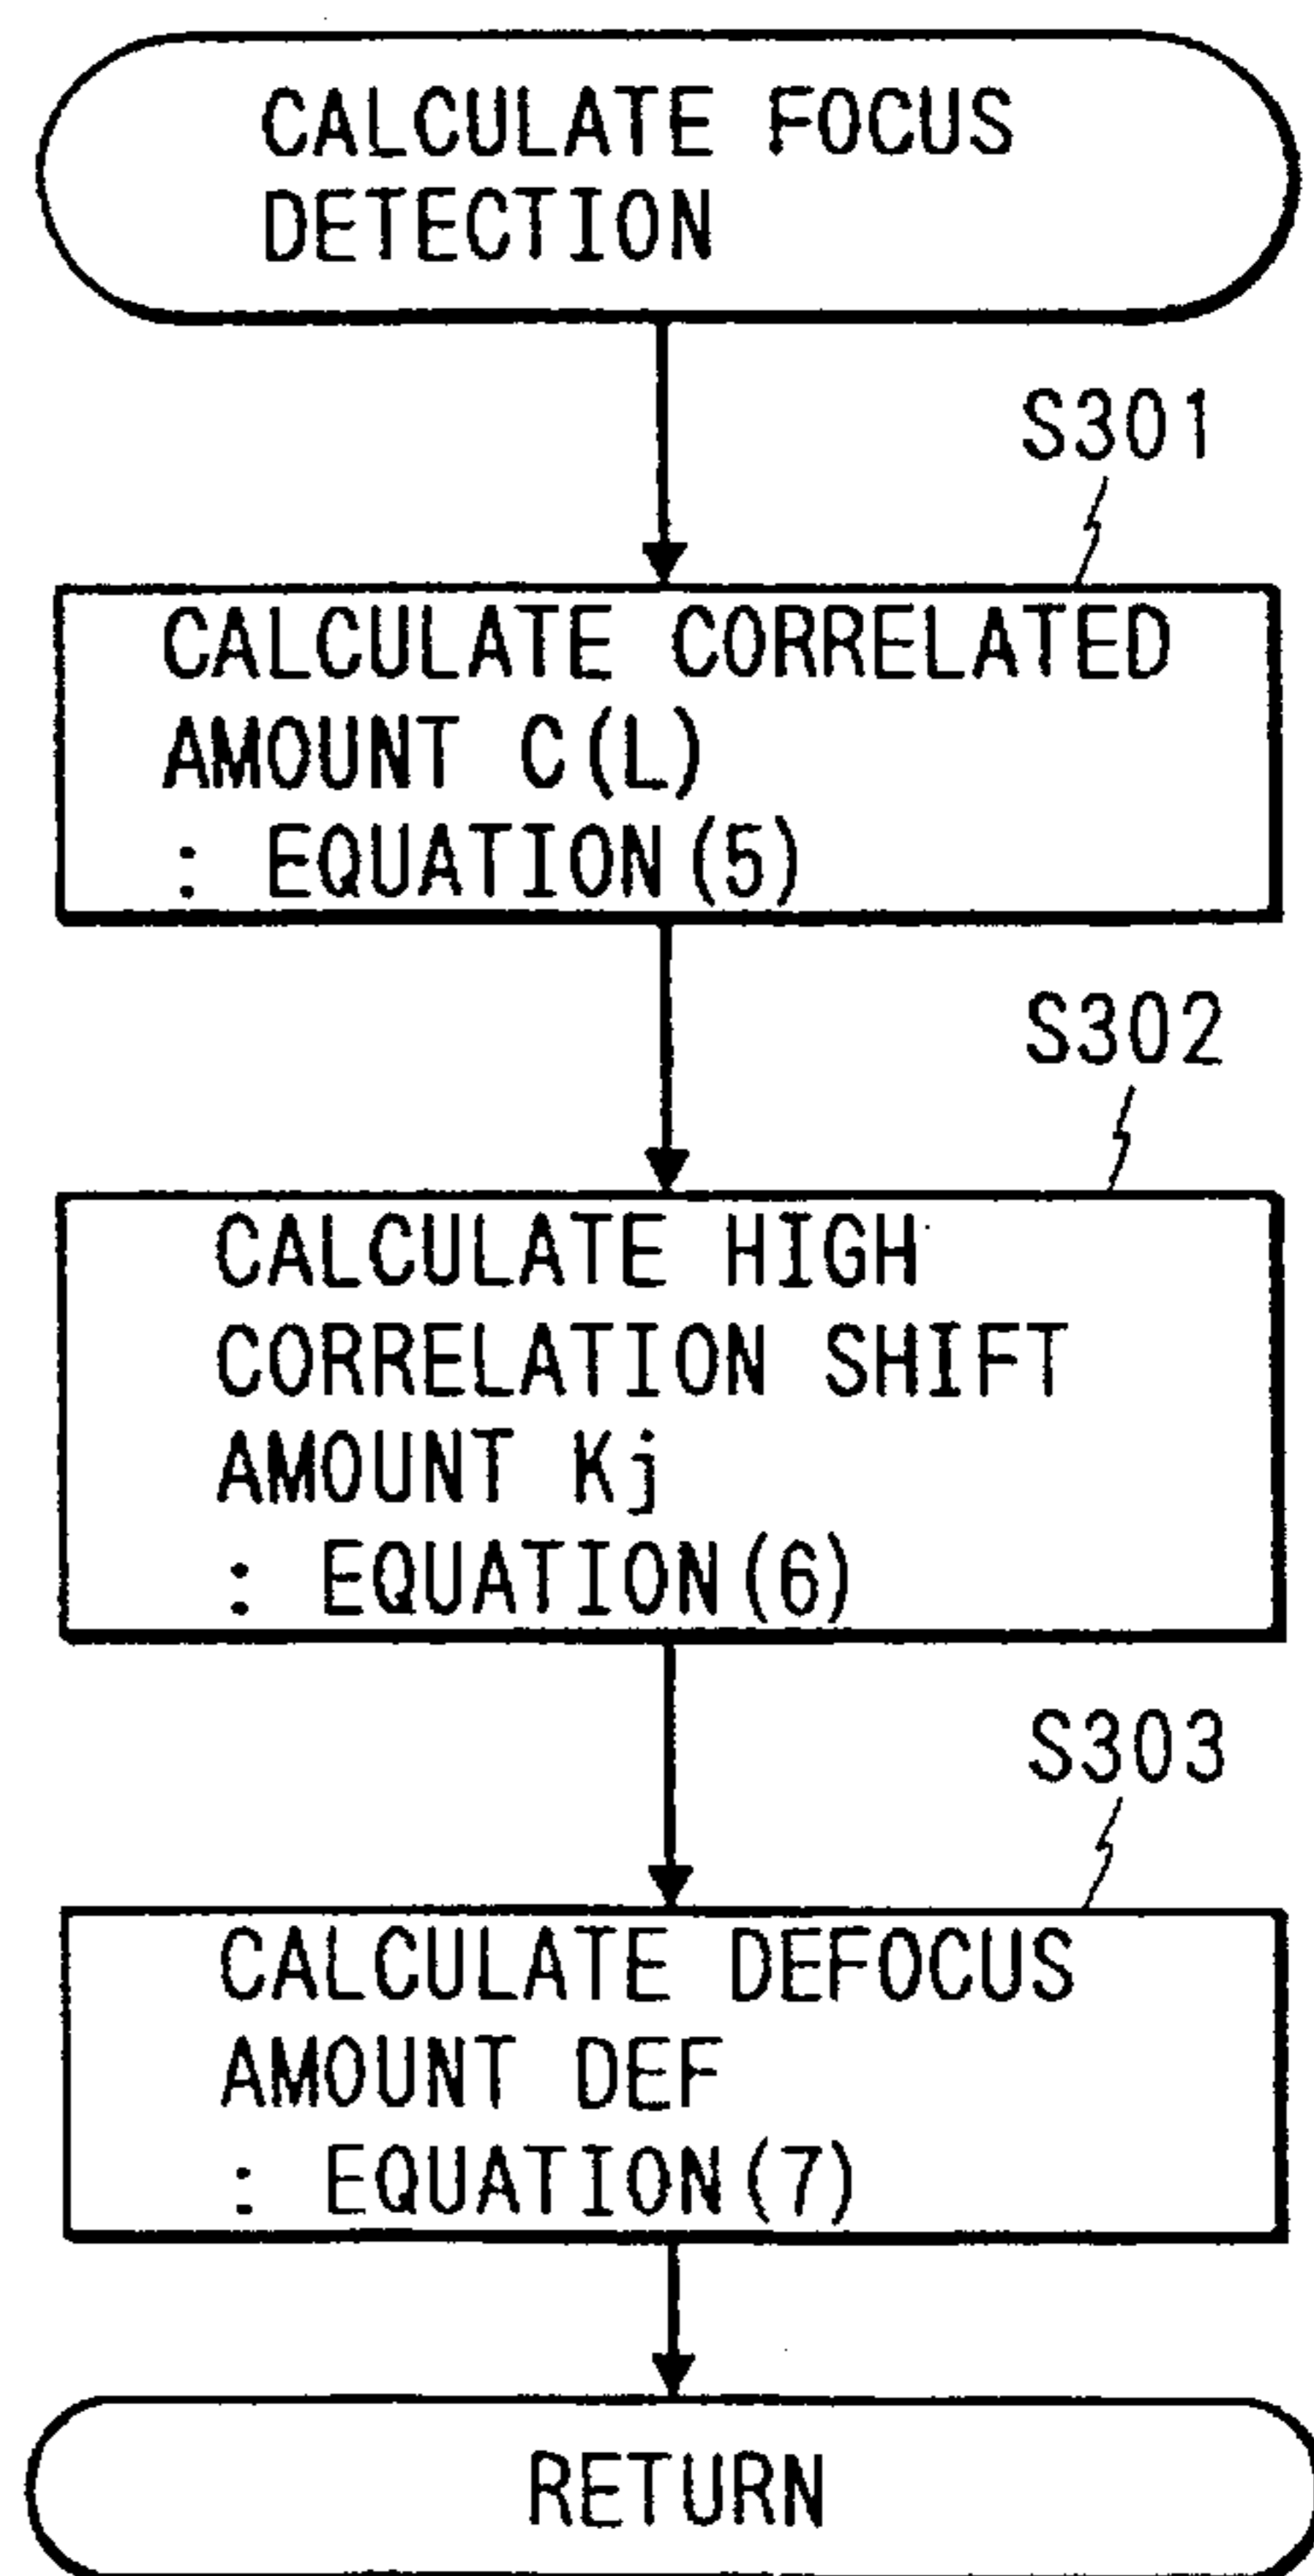 CALCULATE FOCUS
DETECTION
S301
CALCULATE CORRELATED
AMOUNT C(L)
: EQUATION(5)
S302
CALCULATE HIGH
CORRELATION SHIFT
AMOUNT Kj
: EQUATION(6)
S303
CALCULATE DEFOCUS
AMOUNT DEF
: EQUATION(7)
RETURN